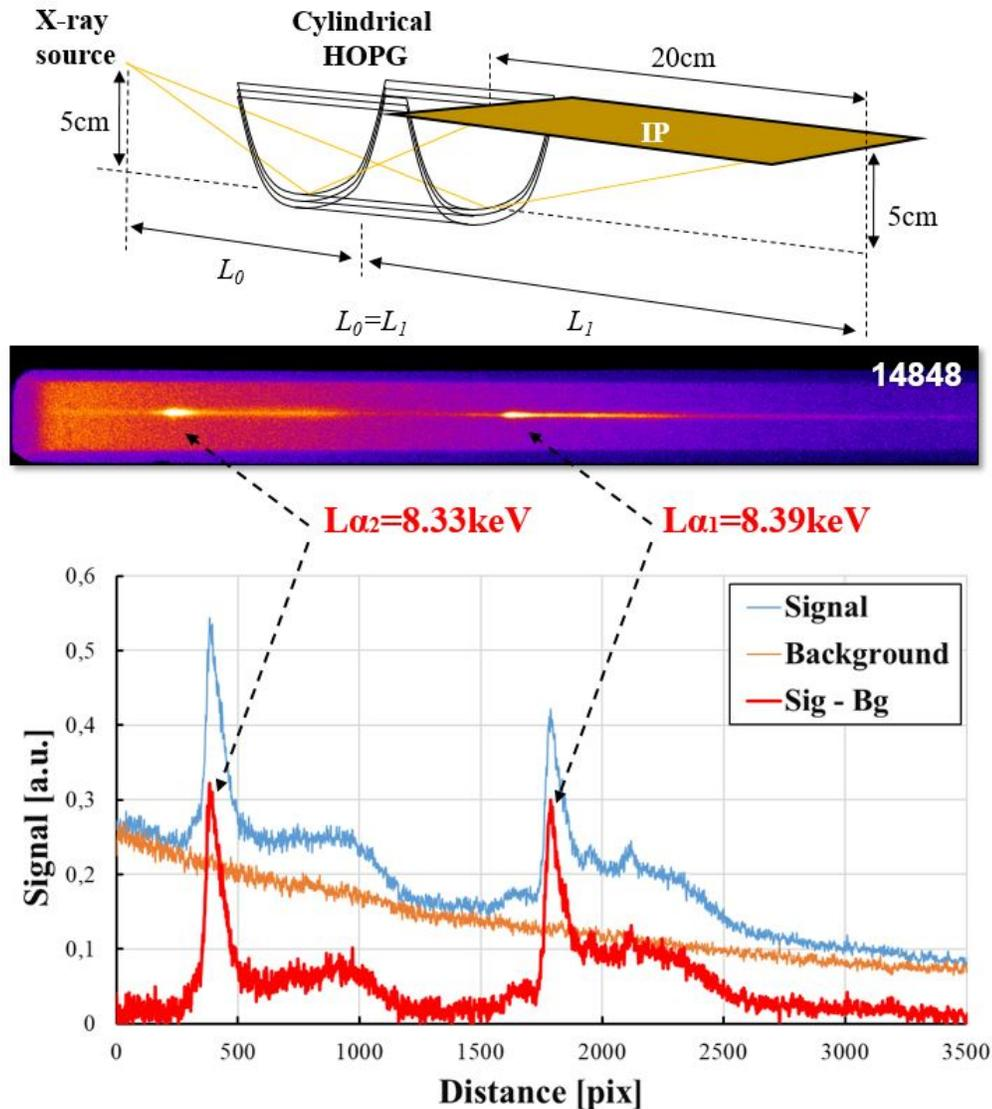 X-ray
source
Cylindrical
HOPG
20cm
5cm
IP
5cm
L₀
L₀=L₁
L₁
14848
Lα₂=8.33keV
Lα₁=8.39keV
Signal [a.u.]
0,6
0,5
0,4
0,3
0,2
0,1
0
Signal
Background
Sig - Bg
0 500 1000 1500 2000 2500 3000 3500
Distance [pix]